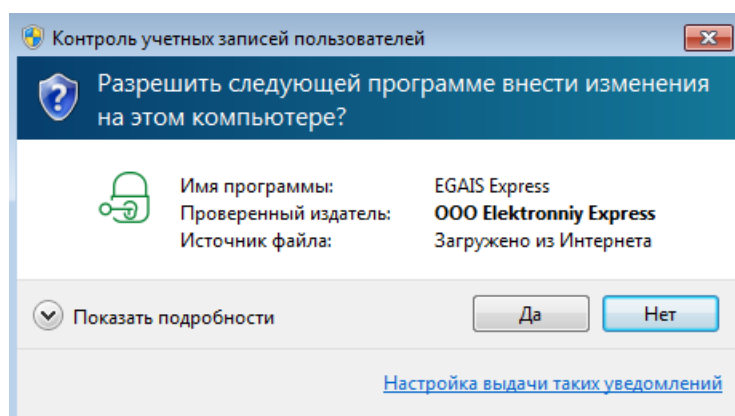 Контроль учетных записей пользователей
Разрешить следующей программе внести изменения
на этом компьютере?
Имя программы: EGAIS Express
Проверенный издатель: OOO Elektronniy Express
Источник файла: Загружено из Интернета
Показать подробности
Да
Нет
Настройка выдачи таких уведомлений